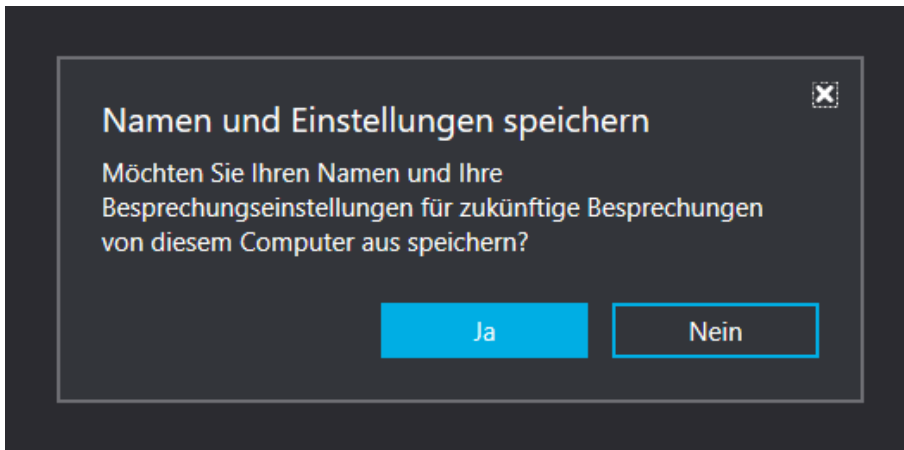 Namen und Einstellungen speichern
Möchten Sie Ihren Namen und Ihre
Besprechungseinstellungen für zukünftige Besprechungen
von diesem Computer aus speichern?
Ja
Nein